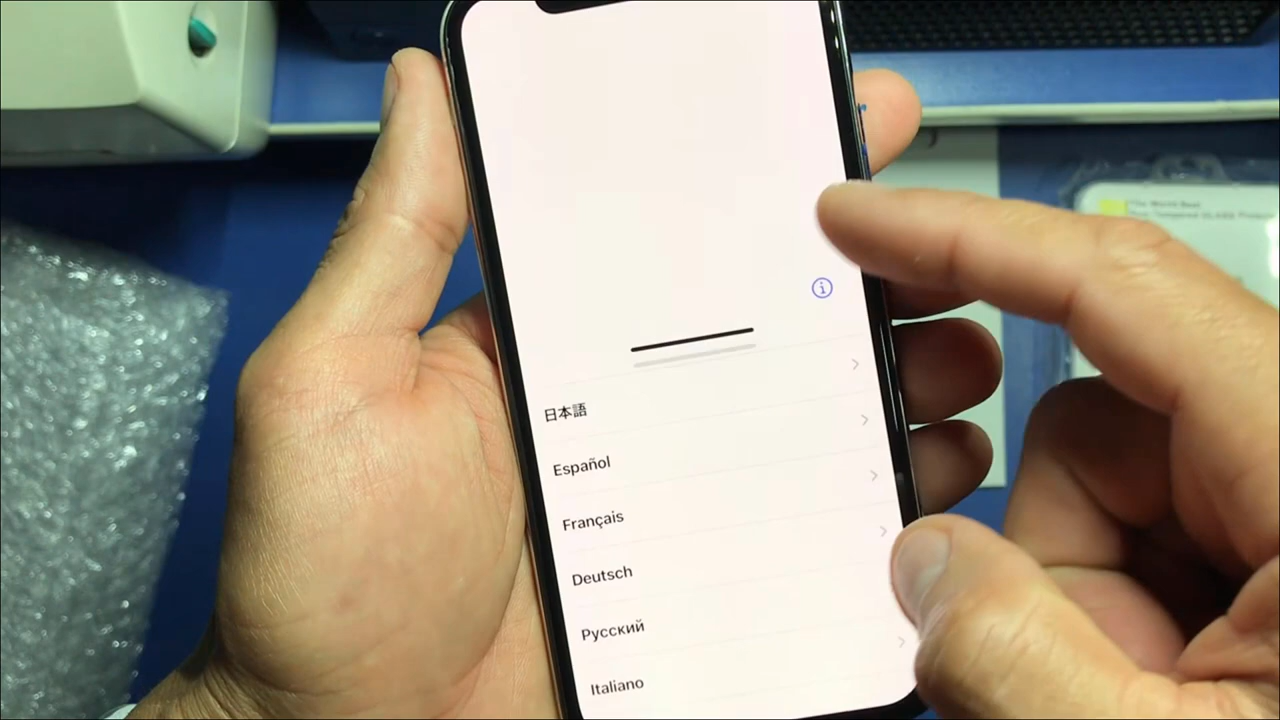 日本語
Español
Français
Deutsch
Русский
Italiano